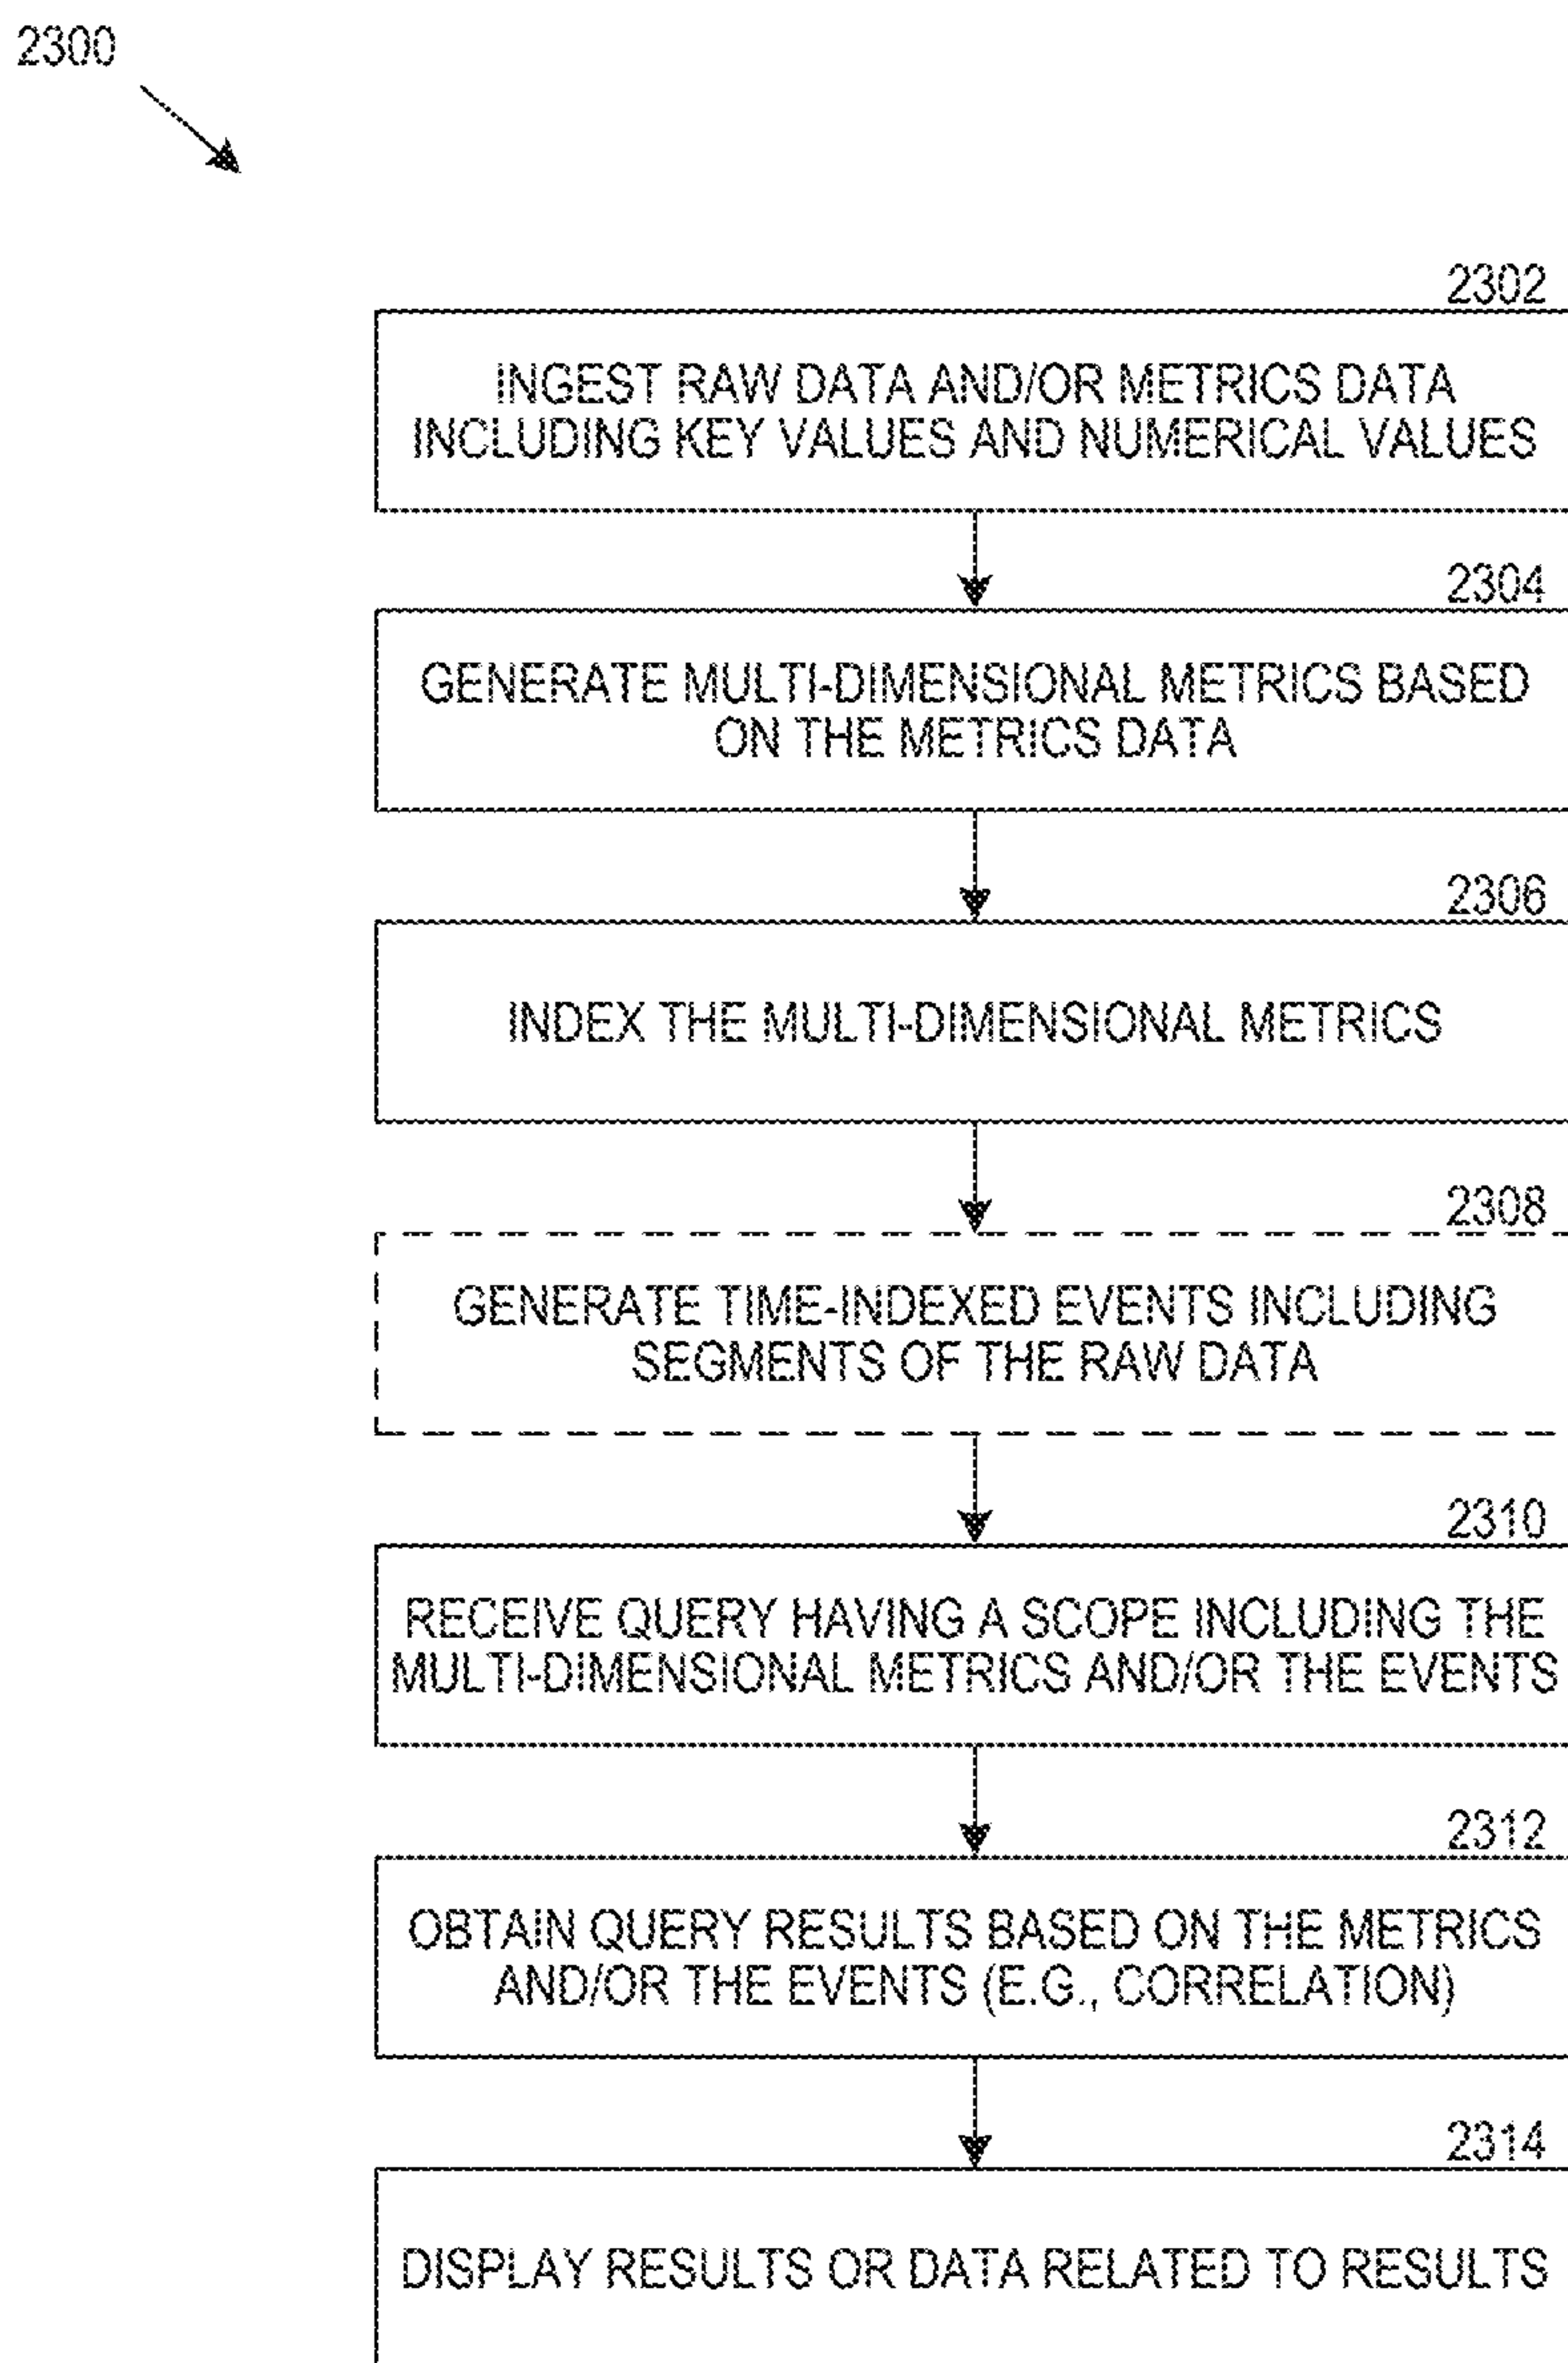 2300
2302
INGEST RAW DATA AND/OR METRICS DATA
INCLUDING KEY VALUES AND NUMERICAL VALUES
2304
GENERATE MULTI-DIMENSIONAL METRICS BASED
ON THE METRICS DATA
2306
INDEX THE MULTI-DIMENSIONAL METRICS
2308
GENERATE TIME-INDEXED EVENTS INCLUDING
SEGMENTS OF THE RAW DATA
2310
RECEIVE QUERY HAVING A SCOPE INCLUDING THE
MULTI-DIMENSIONAL METRICS AND/OR THE EVENTS
2312
OBTAIN QUERY RESULTS BASED ON THE METRICS
AND/OR THE EVENTS (E.G., CORRELATION)
2314
DISPLAY RESULTS OR DATA RELATED TO RESULTS